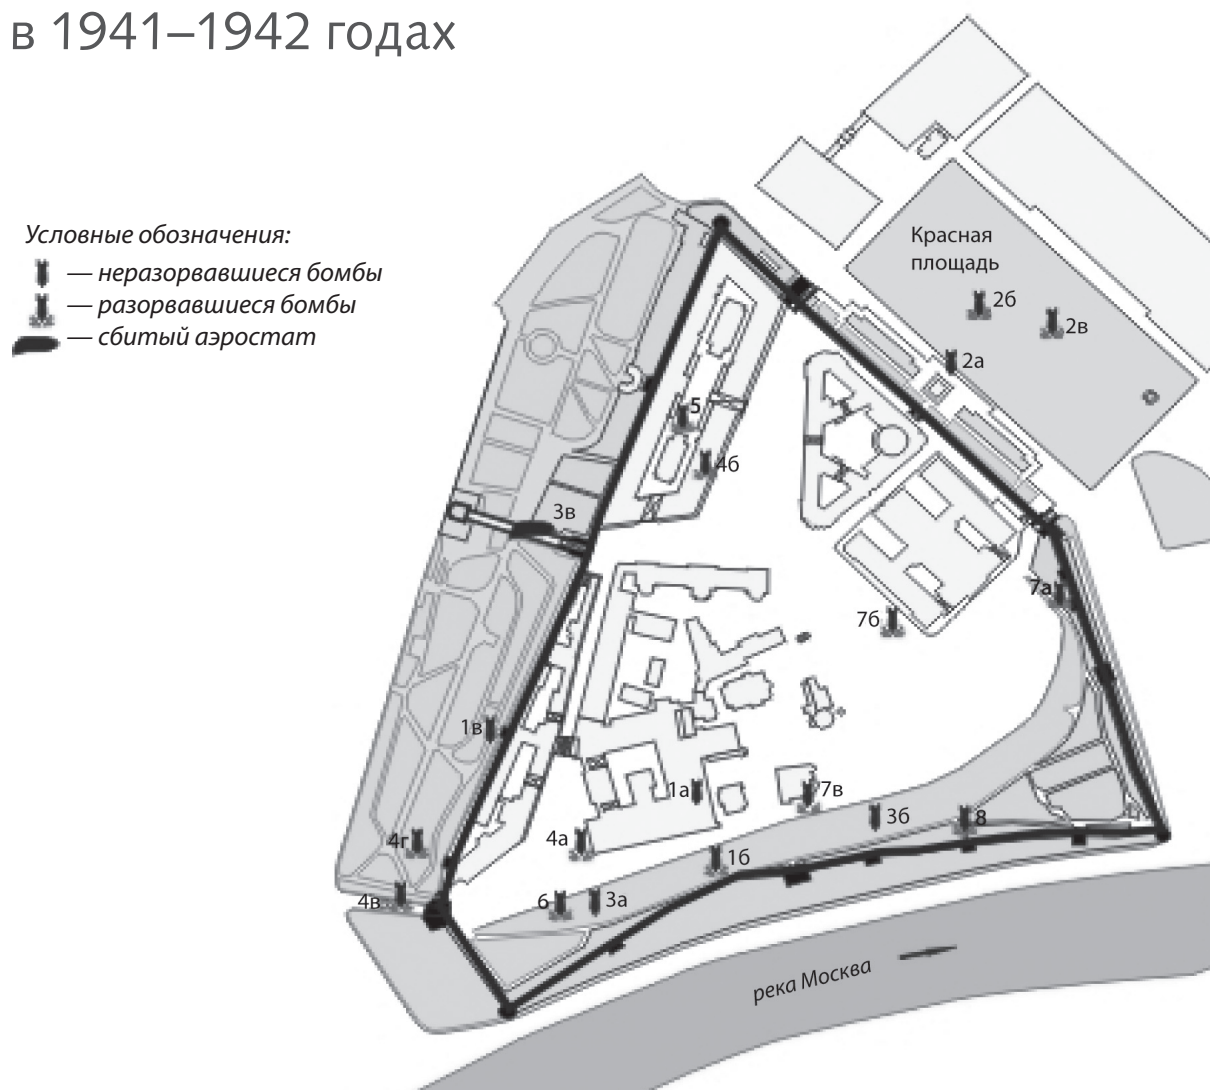 в 1941–1942 годах
Условные обозначения:
— неразорвавшиеся бомбы
— разорвавшиеся бомбы
— сбитый аэростат
Красная
площадь
2б
2в
2а
5
4б
3в
7а
7б
1в
1а
7в
3б
8
4г
4а
1б
4в
6
3а
река Москва